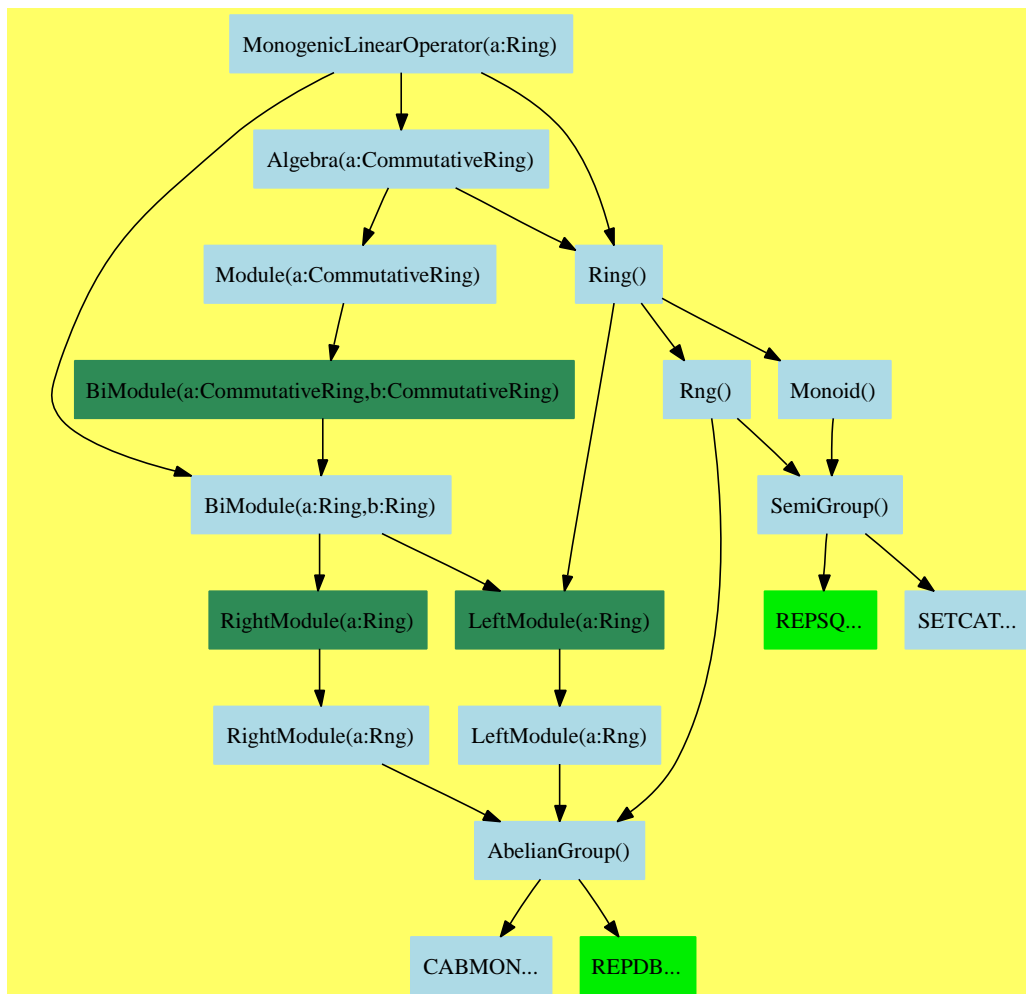 MonogenicLinearOperator(a:Ring)
Algebra(a:CommutativeRing)
Module(a:CommutativeRing)
Ring()
BiModule(a:CommutativeRing,b:CommutativeRing)
Rng()
Monoid()
BiModule(a:Ring,b:Ring)
SemiGroup()
RightModule(a:Ring)
LeftModule(a:Ring)
REPSQ...
SETCAT...
RightModule(a:Rng)
LeftModule(a:Rng)
AbelianGroup()
CABMON...
REPDB...